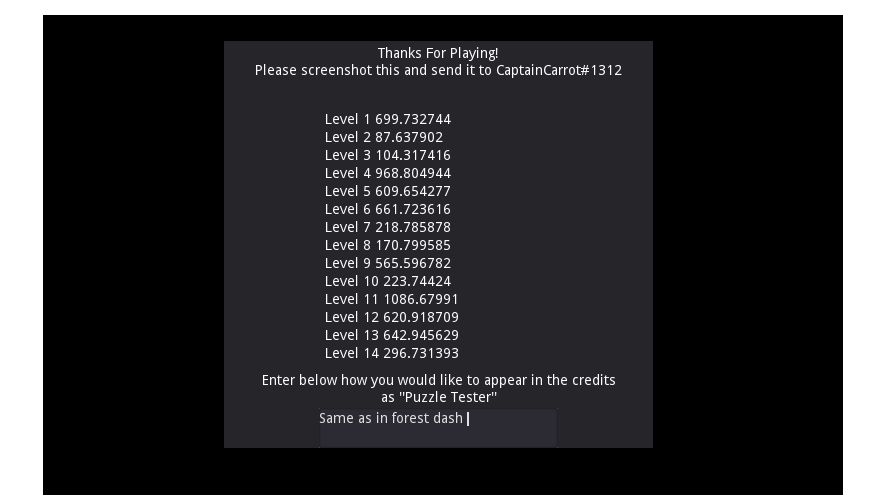 Thanks For Playing!
Please screenshot this and send it to CaptainCarrot#1312
Level 1 699.732744
Level 2 87.637902
Level 3 104.317416
Level 4 968.804944
Level 5 609.654277
Level 6 661.723616
Level 7 218.785878
Level 8 170.799585
Level 9 565.596782
Level 10 223.74424
Level 11 1086.67991
Level 12 620.918709
Level 13 642.945629
Level 14 296.731393
Enter below how you would like to appear in the credits
as "Puzzle Tester"
Same as in forest dash